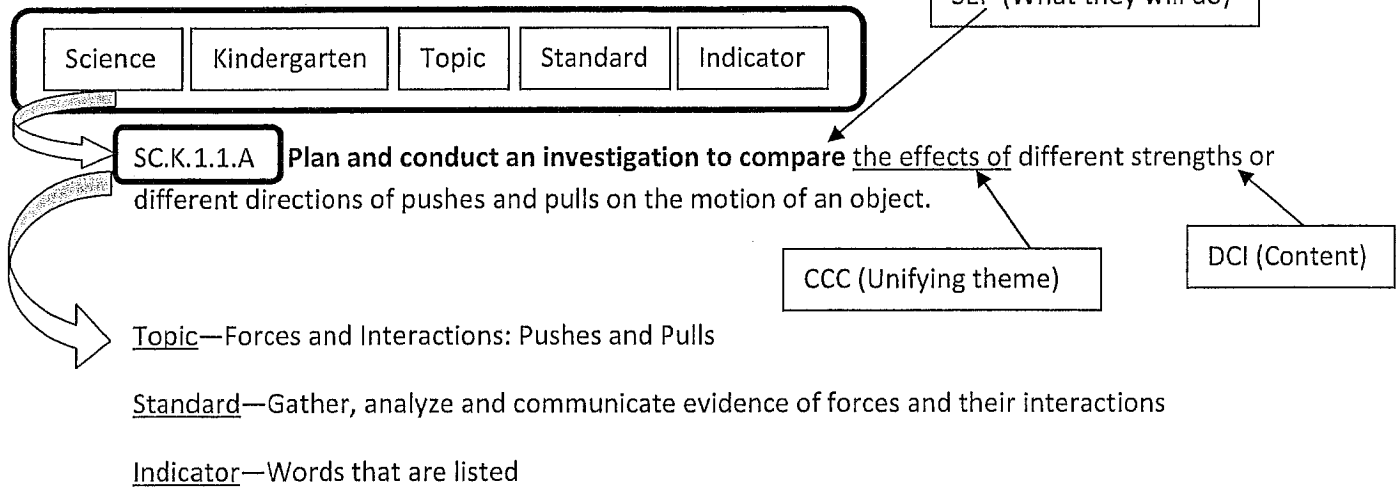 (What they will do)
Science Kindergarten Topic Standard Indicator
SC.K.1.1.A Plan and conduct an investigation to compare the effects of different strengths or
different directions of pushes and pulls on the motion of an object.
DCI (Content)
CCC (Unifying theme)
Topic—Forces and Interactions: Pushes and Pulls
Standard—Gather, analyze and communicate evidence of forces and their interactions
Indicator—Words that are listed